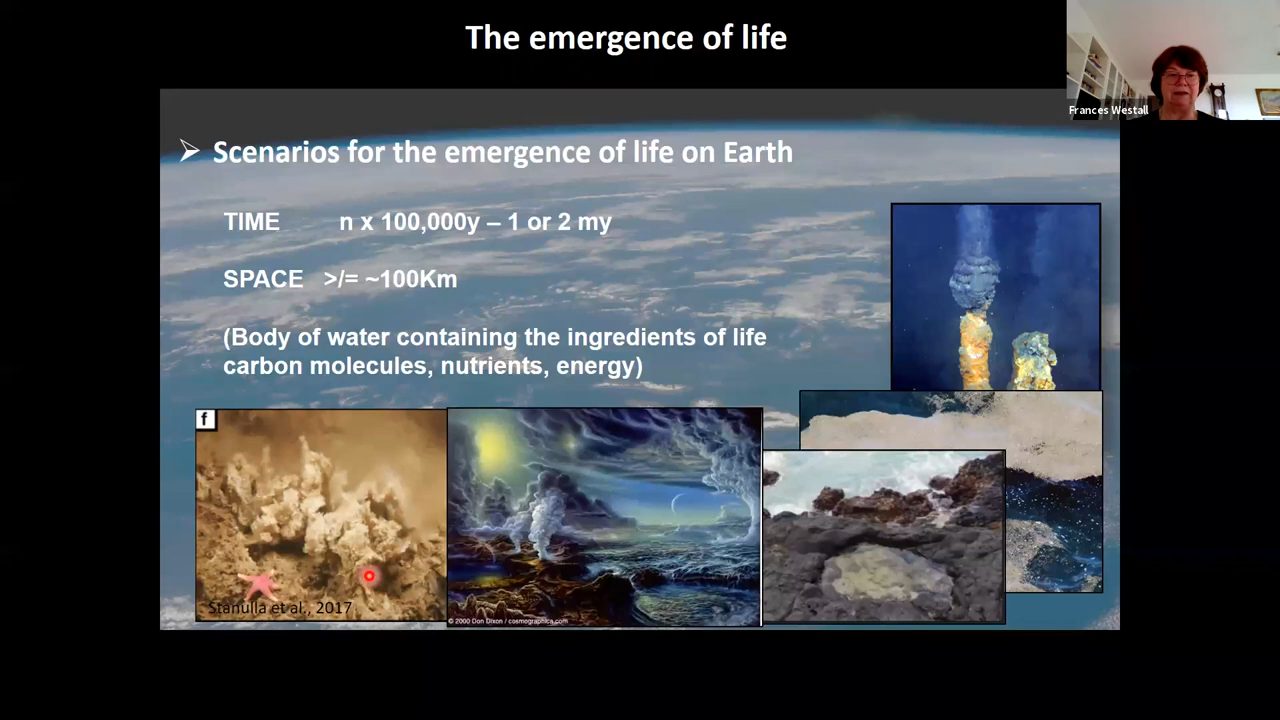 The emergence of life
Frances Westall
➢ Scenarios for the emergence of life on Earth
TIME n x 100,000y – 1 or 2 my
SPACE >/= ~100Km
(Body of water containing the ingredients of life
carbon molecules, nutrients, energy)
f
Stanulla et al., 2017
© 2000 Don Dixon / cosmographica.com